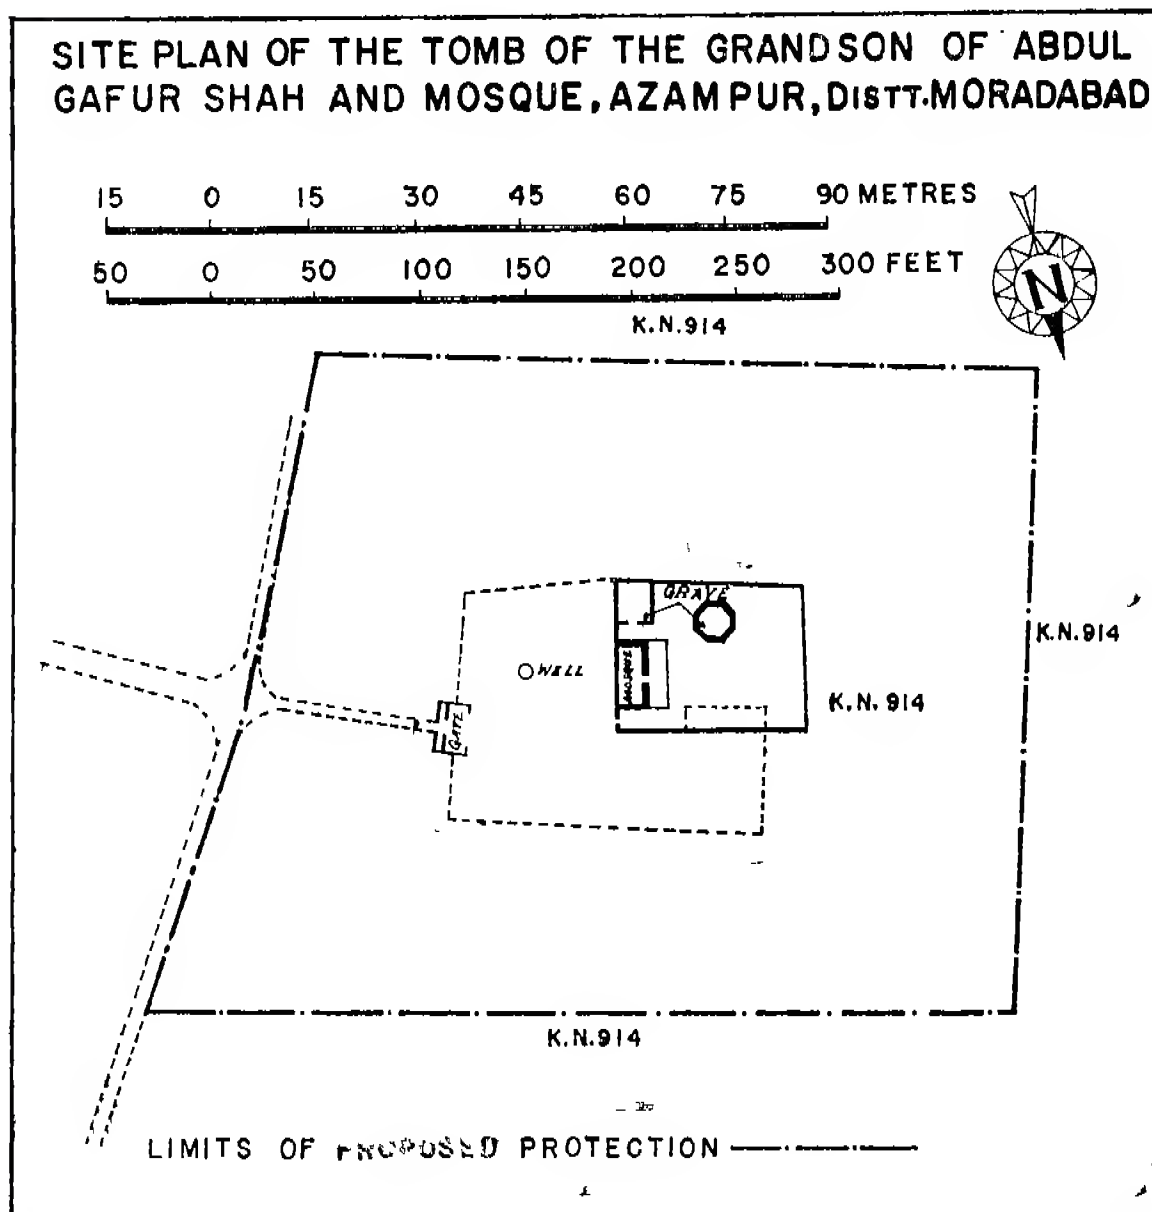 SITE PLAN OF THE TOMB OF THE GRANDSON OF ABDUL
GAFUR SHAH AND MOSQUE, AZAMPUR, DISTT. MORADABAD
15 0 15 30 45 60 75 90 METRES
50 0 50 100 150 200 250 300 FEET
N
K.N.914
GRAVE
K.N.914
WELL
MOSQUE
K.N.914
GATE
K.N.914
LIMITS OF PROPOSED PROTECTION